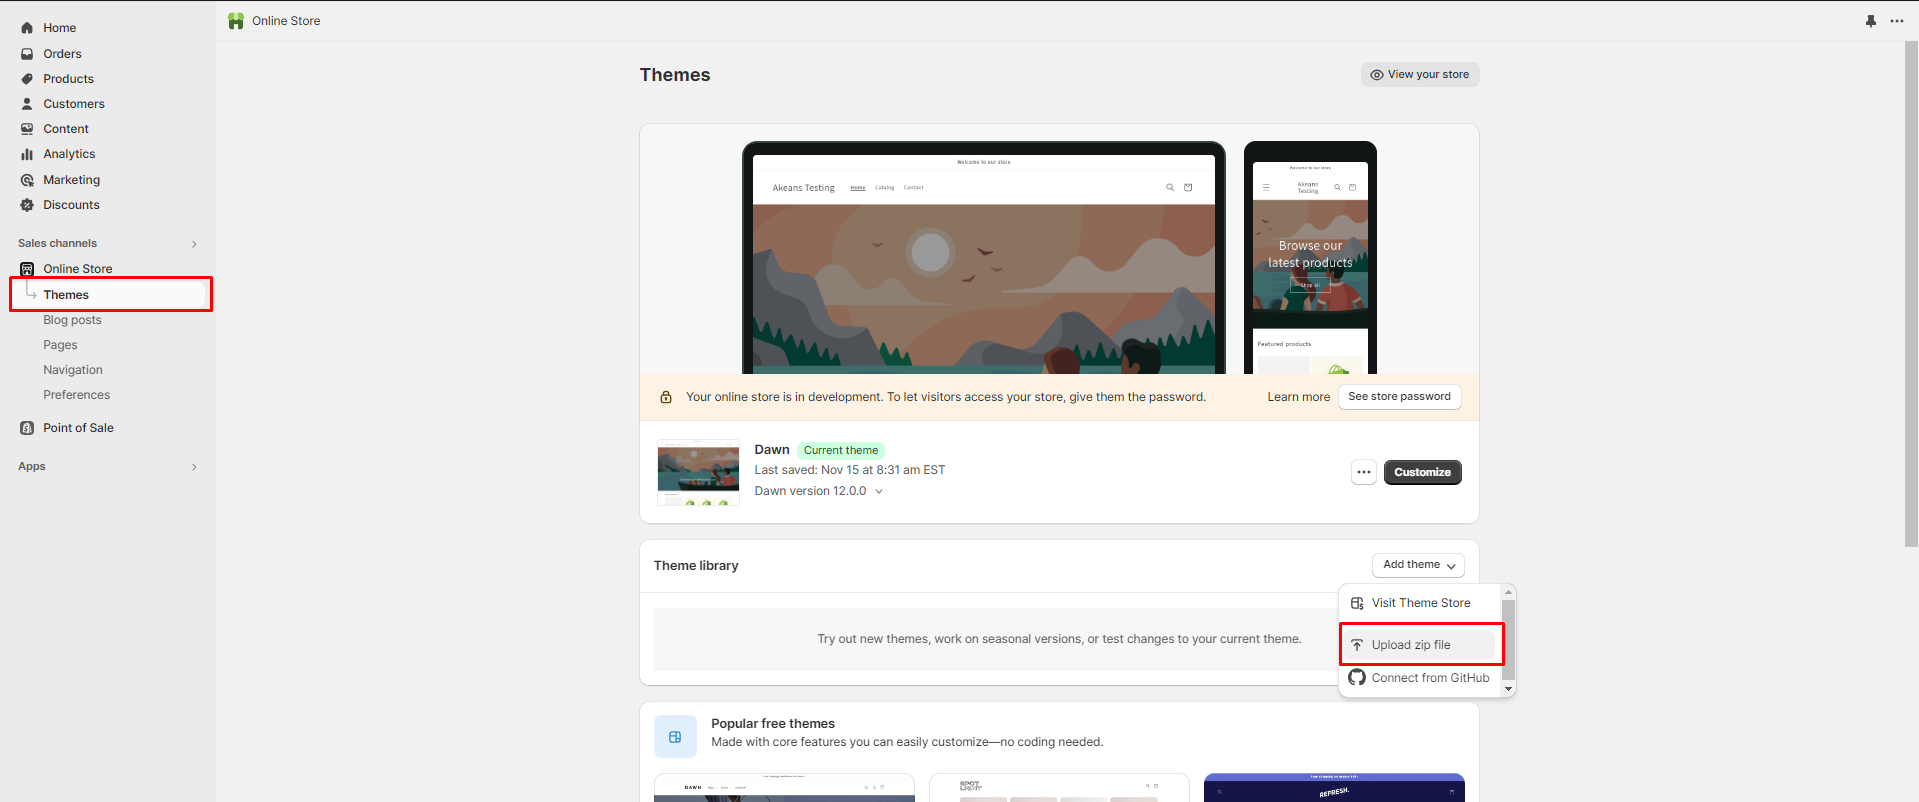 Online Store
Home
Orders
Products
Customers
Content
Analytics
Marketing
Discounts
Sales channels
Online Store
Themes
Blog posts
Pages
Navigation
Preferences
Point of Sale
Apps
Themes
View your store
Welcome to our store
Akeans Testing Home Catalog Contact
Welcome to our store
Akeans
Testing
Browse our
latest products
Shop all
Featured products
Your online store is in development. To let visitors access your store, give them the password.
Learn more
See store password
Dawn Current theme
Last saved: Nov 15 at 8:31 am EST
Dawn version 12.0.0
Customize
Theme library
Add theme
Visit Theme Store
Upload zip file
Connect from GitHub
Try out new themes, work on seasonal versions, or test changes to your current theme.
Popular free themes
Made with core features you can easily customize—no coding needed.
DAWN
SPOT
LIGHT
REFRESH.